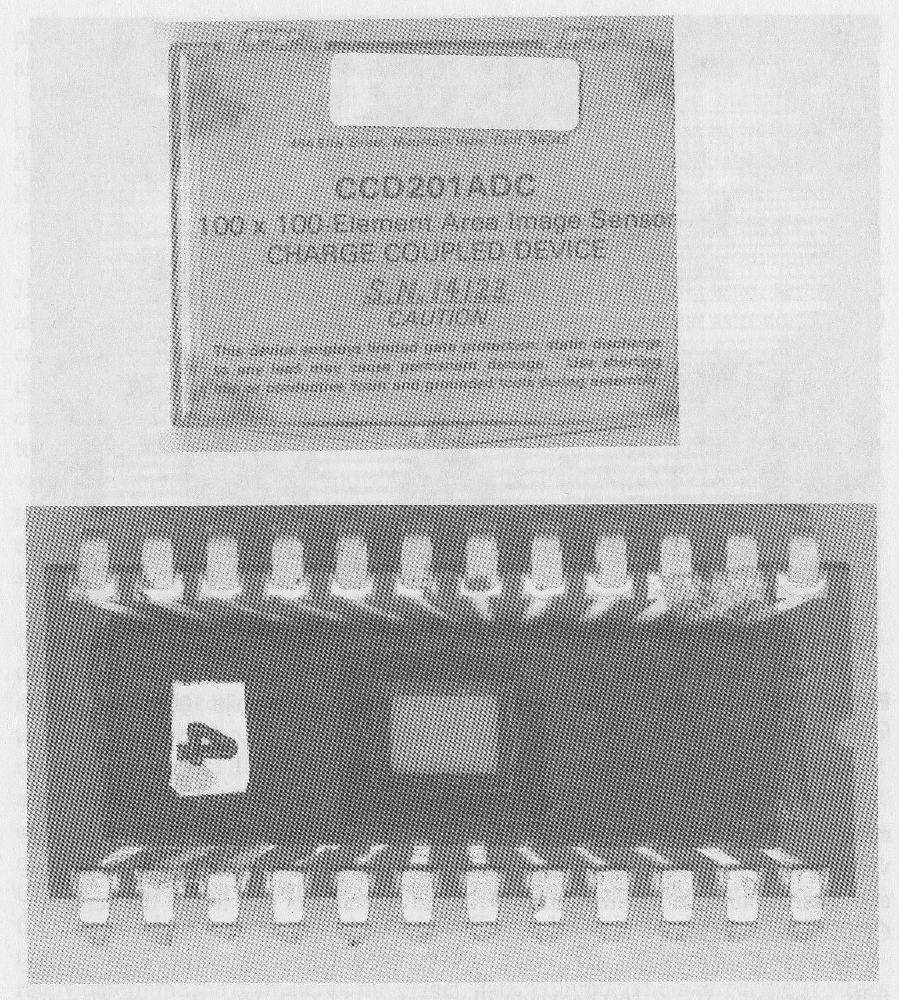 464 Ellis Street, Mountain View, Calif. 94042
CCD201ADC
100 x 100-Element Area Image Sensor
CHARGE COUPLED DEVICE
S.N. 14123
CAUTION
This device employs limited gate protection: static discharge
to any lead may cause permanent damage. Use shorting
clip or conductive foam and grounded tools during assembly
4